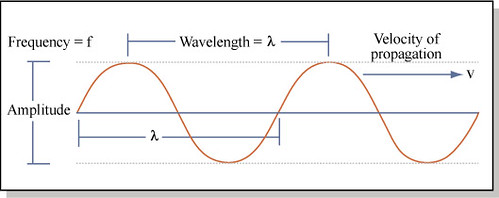 Frequency = f
Wavelength = λ
Velocity of
propagation
v
Amplitude
λ